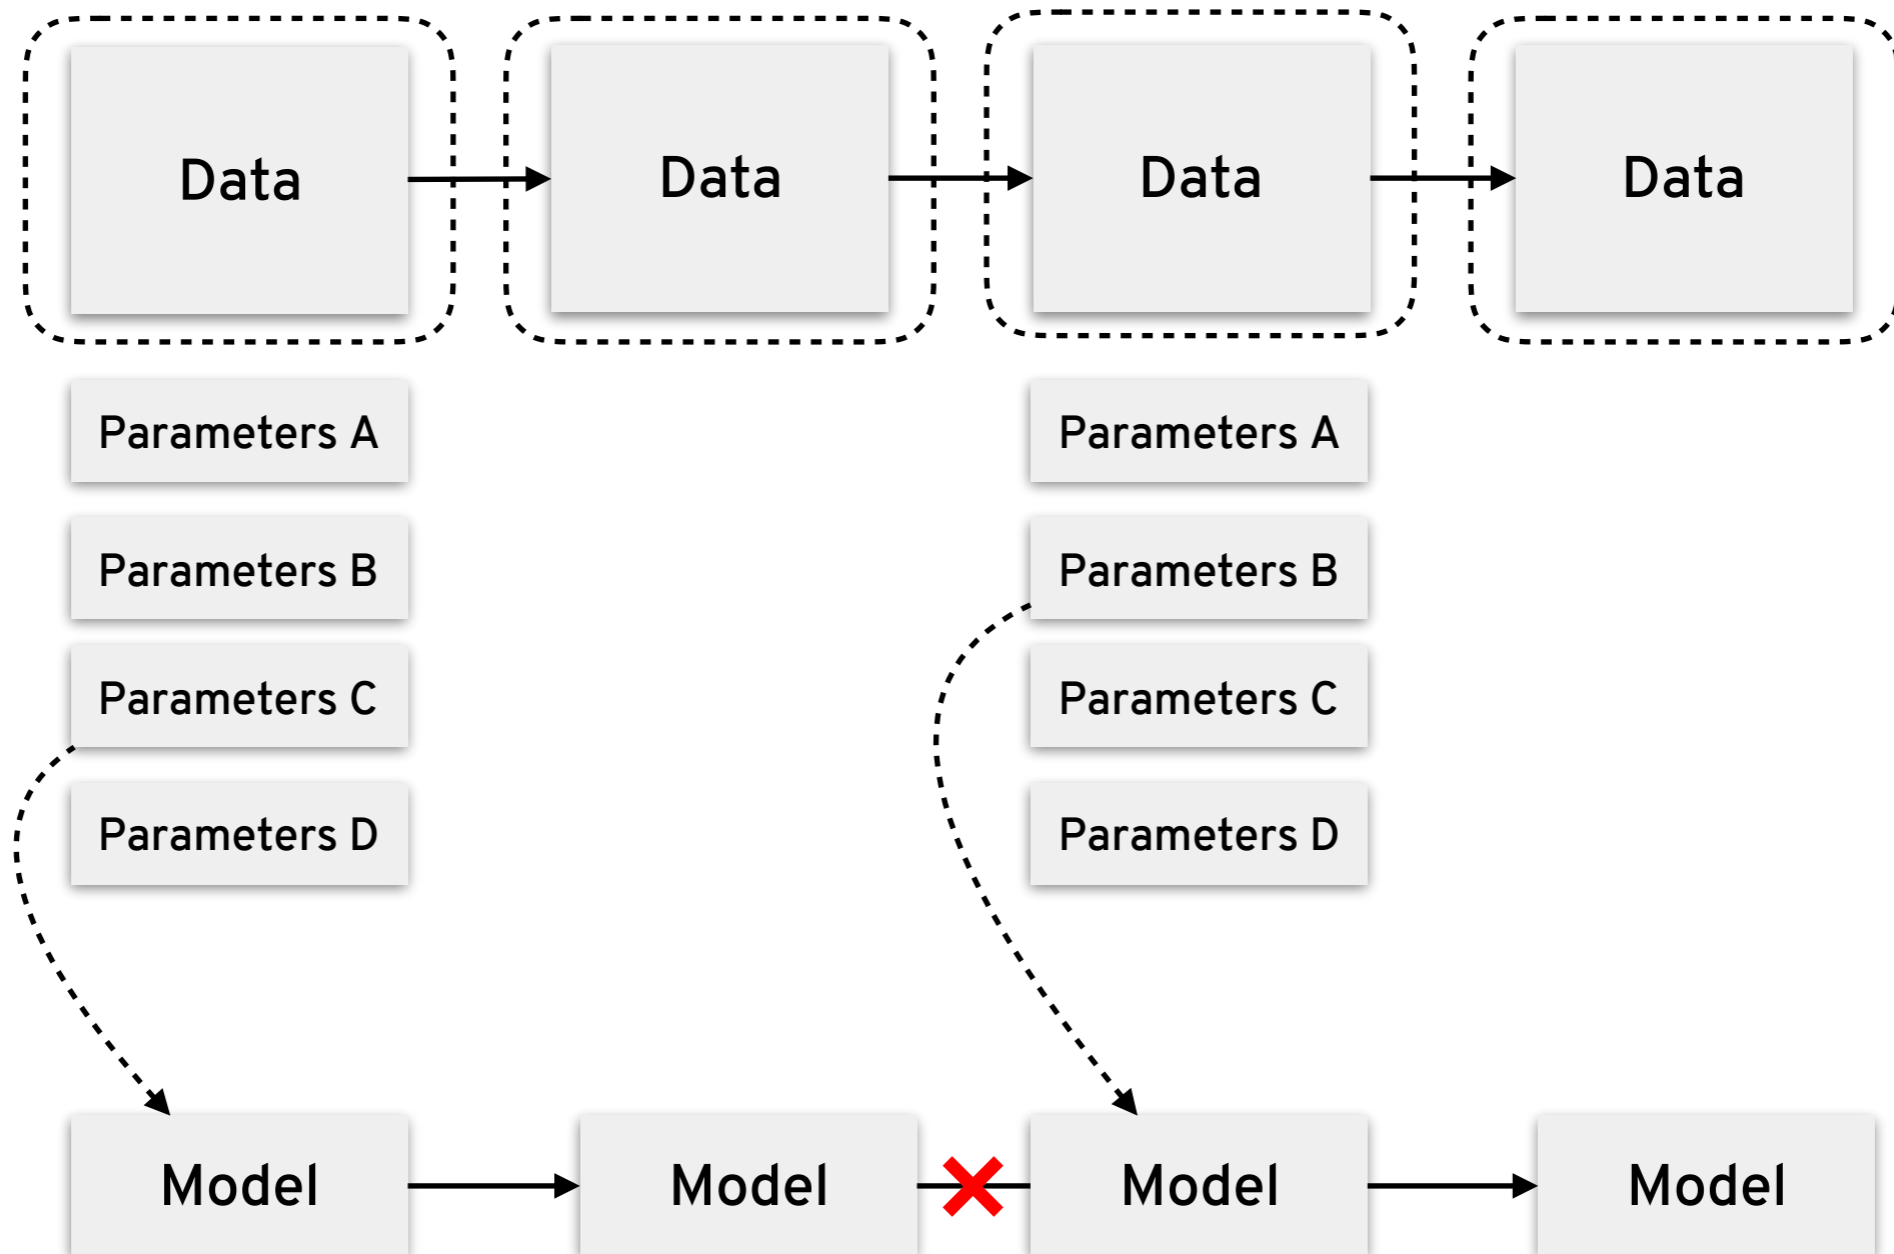 Data
Data
Data
Data
Parameters A
Parameters A
Parameters B
Parameters B
Parameters C
Parameters C
Parameters D
Parameters D
Model
Model
Model
Model